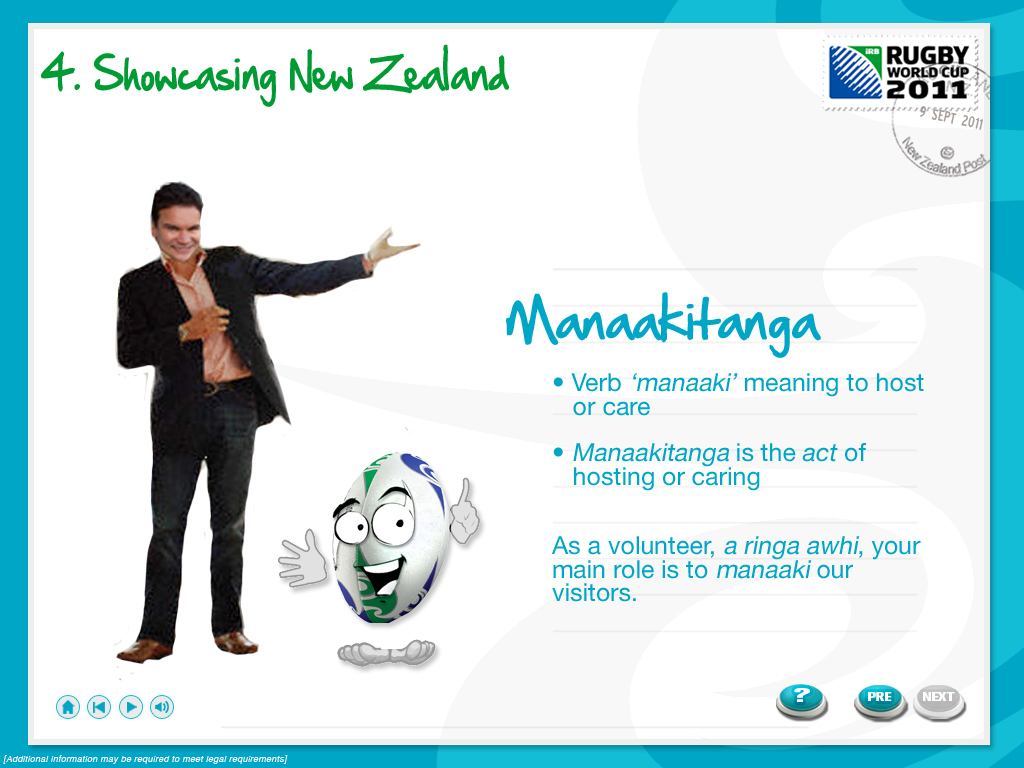 4. Showcasing New Zealand
iRB
RUGBY
WORLD CUP
2011
9 SEPT 2011
New Zealand Post
Manaakitanga
• Verb ‘manaaki’ meaning to host
or care
• Manaakitanga is the act of
hosting or caring
As a volunteer, a ringa awhi, your
main role is to manaaki our
visitors.
?
PRE
NEXT
[Additional information may be required to meet legal requirements]